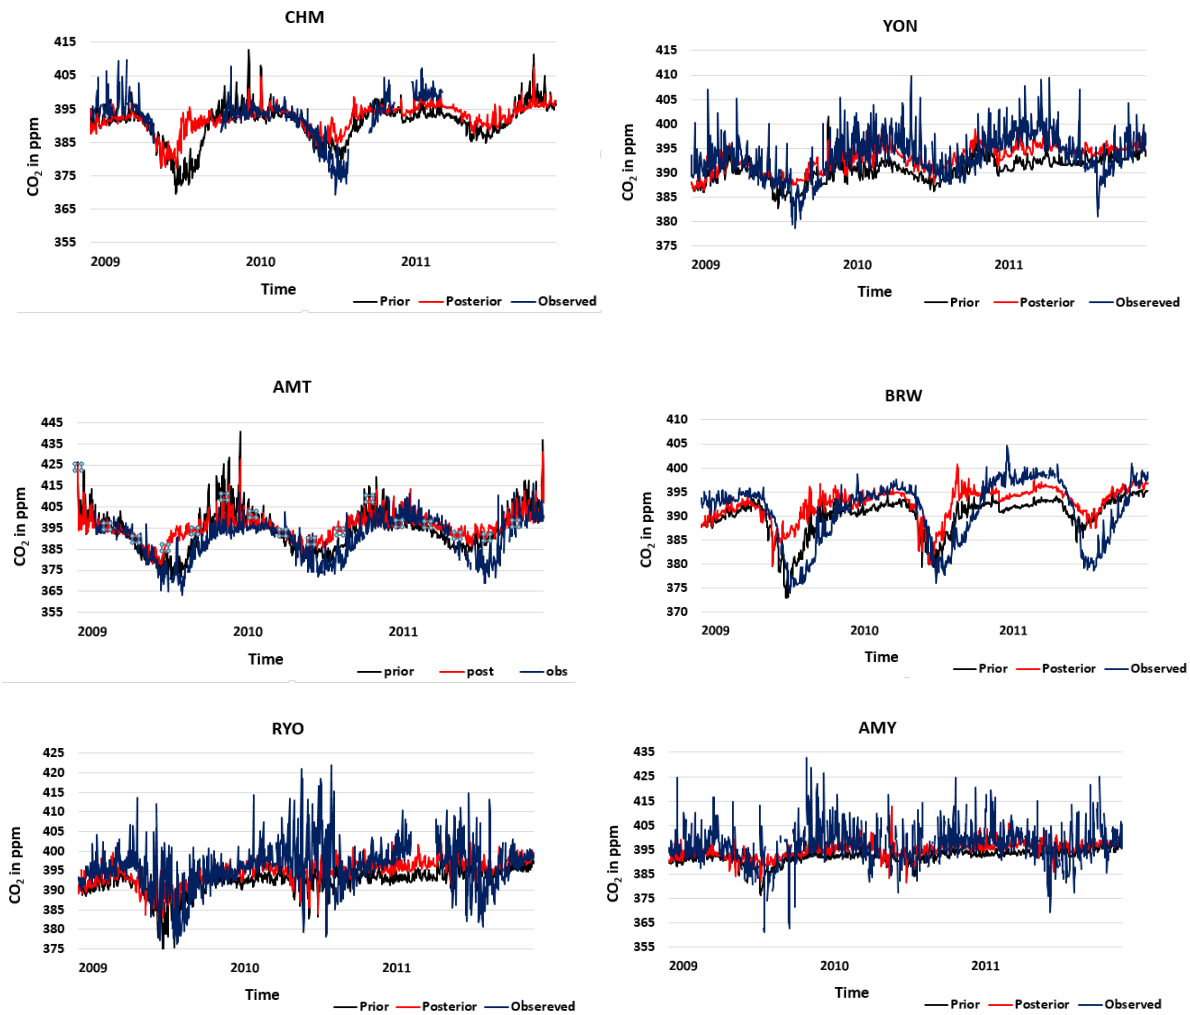 CHM
415
405
395
385
375
365
355
CO2 in ppm
2009
2010
2011
Time
Prior
Posterior
Observed
YON
415
410
405
400
395
390
385
380
375
CO2 in ppm
2009
2010
2011
Time
Prior
Posterior
Obsereved
AMT
445
435
425
415
405
395
385
375
365
355
CO2 in ppm
2009
2010
2011
Time
prior
post
obs
BRW
410
405
400
395
390
385
380
375
370
CO2 in ppm
2009
2010
2011
Time
Prior
Posterior
Observed
RYO
425
420
415
410
405
400
395
390
385
380
375
CO2 in ppm
2009
2010
2011
Time
Prior
Posterior
Obsereved
AMY
435
425
415
405
395
385
375
365
355
CO2 in ppm
2009
2010
2011
Time
Prior
Posterior
Observed